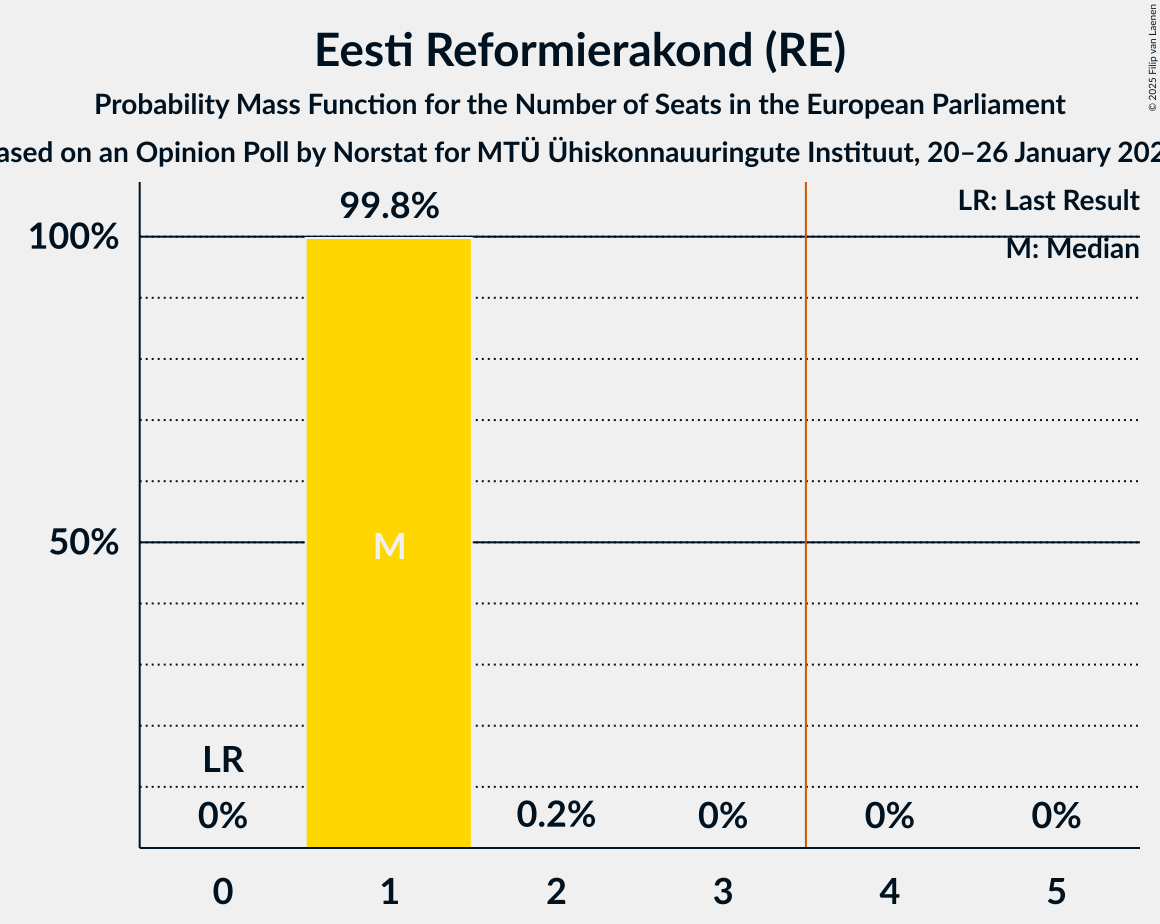 Eesti Reformierakond (RE)
Probability Mass Function for the Number of Seats in the European Parliament
on an Opinion Poll by Norstat for MTÜ Ühiskonnauuringute Instituut, 20–26 January
© 2025 Filip van Laenen
LR: Last Result
M: Median
99.8%
100%
50%
M
LR
0%
0.2%
0%
0%
0%
0
1
2
3
4
5